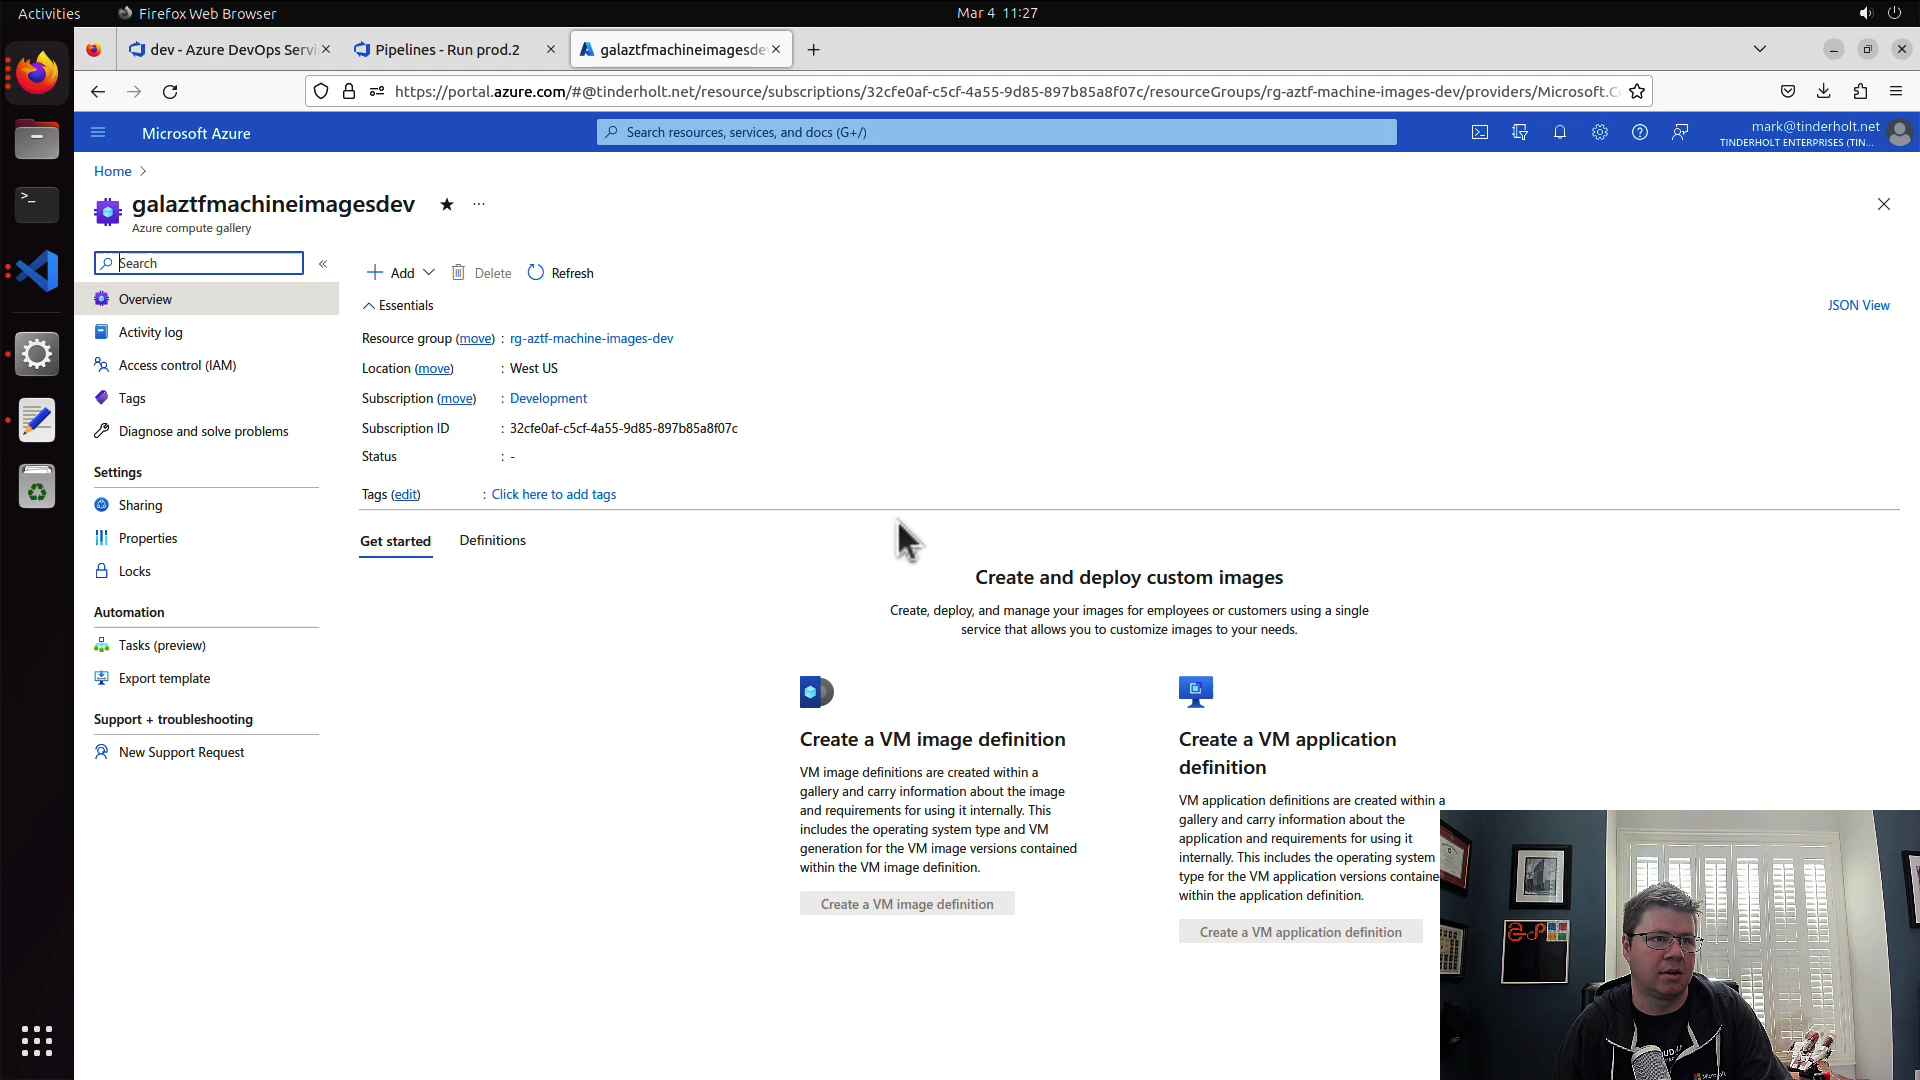 Activities
Firefox Web Browser
Mar 4 11:27
dev - Azure DevOps Servi
Pipelines - Run prod.2
galaztfmachineimagesde
https://portal.azure.com/#@tinderholt.net/resource/subscriptions/32cfe0af-c5cf-4a55-9d85-897b85a8f07c/resourceGroups/rg-aztf-machine-images-dev/providers/Microsoft.C
Microsoft Azure
Search resources, services, and docs (G+/)
mark@tinderholt.net
TINDERHOLT ENTERPRISES (TIN...
Home
galaztfmachineimagesdev
Azure compute gallery
Search
Add
Delete
Refresh
Overview
Activity log
Access control (IAM)
Tags
Diagnose and solve problems
Settings
Sharing
Properties
Locks
Automation
Tasks (preview)
Export template
Support + troubleshooting
New Support Request
Essentials
JSON View
Resource group (move) : rg-aztf-machine-images-dev
Location (move) : West US
Subscription (move) : Development
Subscription ID : 32cfe0af-c5cf-4a55-9d85-897b85a8f07c
Status : -
Tags (edit) : Click here to add tags
Get started
Definitions
Create and deploy custom images
Create, deploy, and manage your images for employees or customers using a single
service that allows you to customize images to your needs.
Create a VM image definition
VM image definitions are created within a
gallery and carry information about the image
and requirements for using it internally. This
includes the operating system type and VM
generation for the VM image versions contained
within the VM image definition.
Create a VM image definition
Create a VM application
definition
VM application definitions are created within a
gallery and carry information about the
application and requirements for using it
internally. This includes the operating system
type for the VM application versions containe
within the application definition.
Create a VM application definition